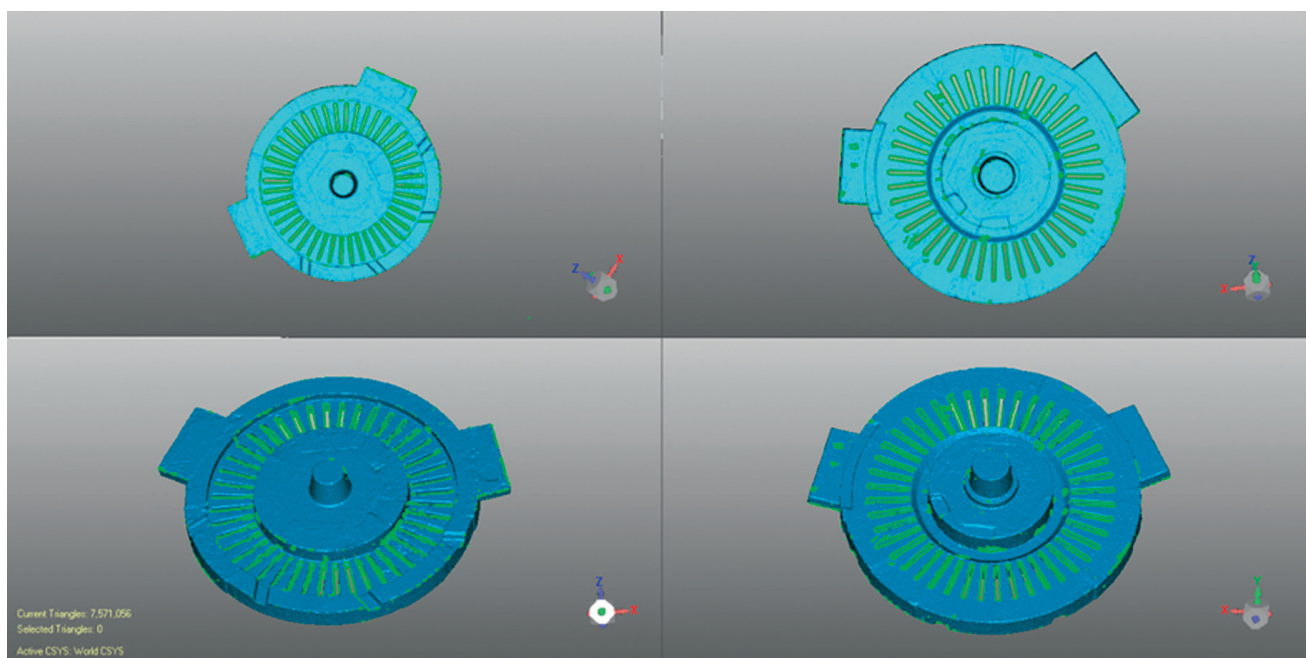 Z X
Z
X
Current Triangles: 7,571,056
Selected Triangles: 0
Active CSYS: World CSYS
Z
X
Y
X